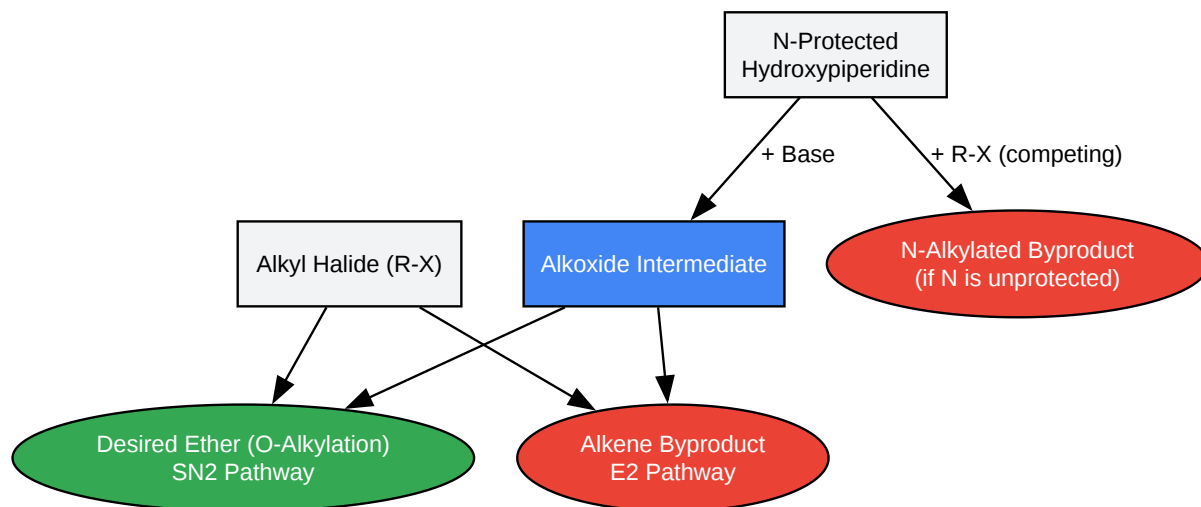 N-Protected
Hydroxypiperidine
+ Base
+ R-X (competing)
Alkyl Halide (R-X)
Alkoxide Intermediate
N-Alkylated Byproduct
(if N is unprotected)
Desired Ether (O-Alkylation)
SN2 Pathway
Alkene Byproduct
E2 Pathway